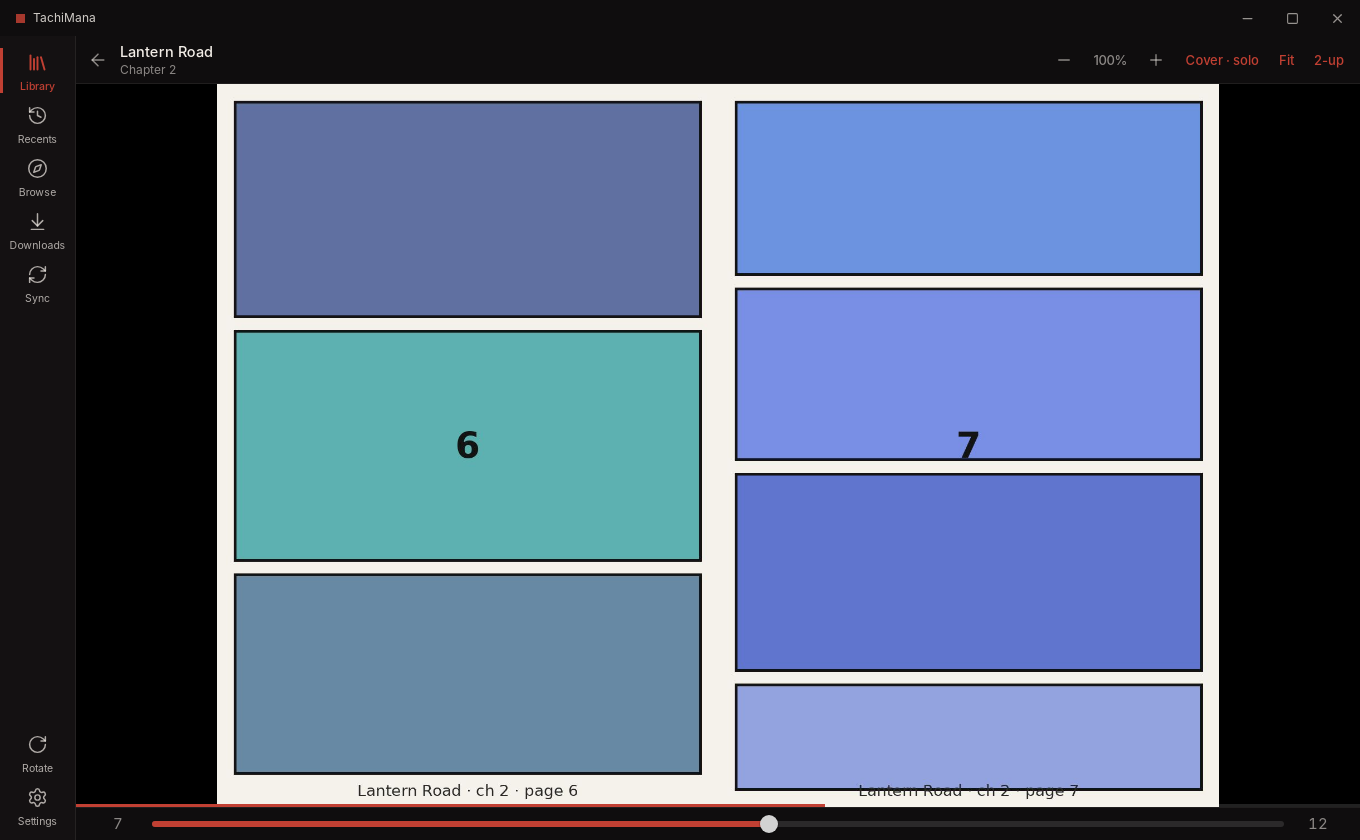 TachiMana
Library
Recents
Browse
Downloads
Sync
Rotate
Settings
Lantern Road
Chapter 2
100%
Cover · solo
Fit
2-up
6
7
Lantern Road · ch 2 · page 6
Lantern Road · ch 2 · page 7
7
12